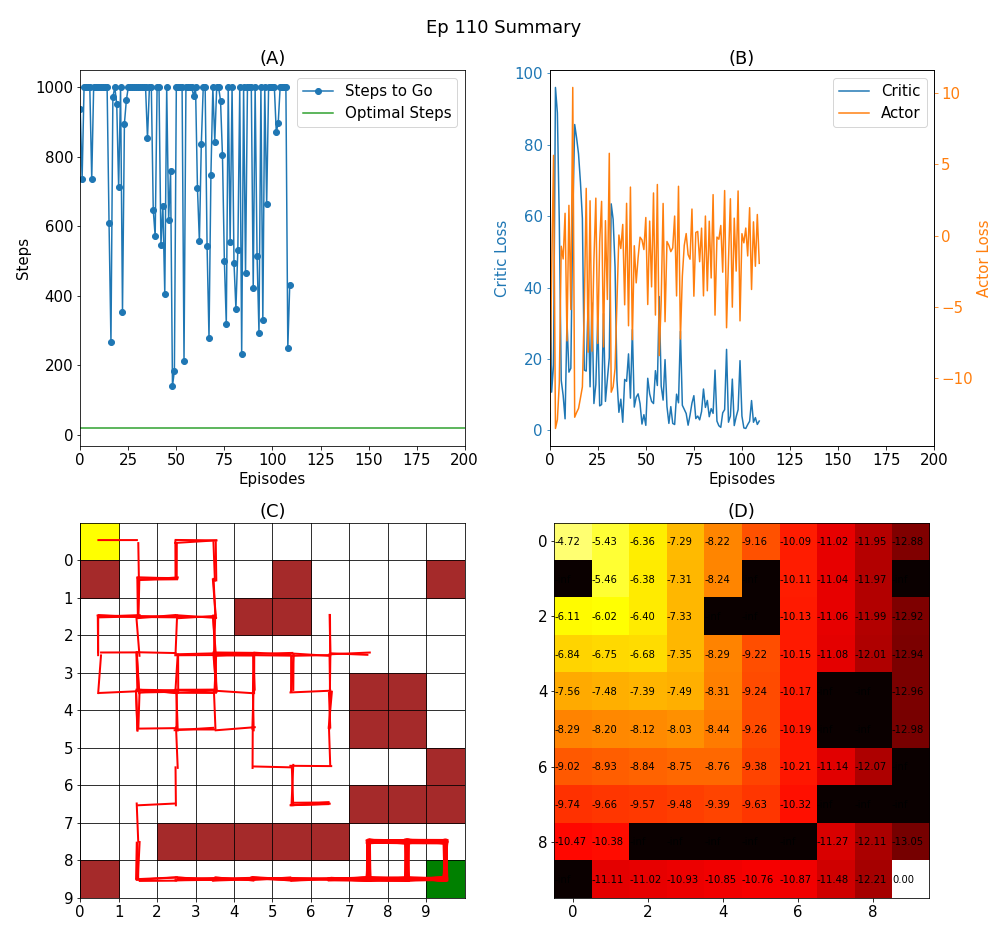 Ep 110 Summary
(A)
1000
800
600
400
200
0
Steps
Steps to Go
Optimal Steps
0 25 50 75 100 125 150 175 200
Episodes
(B)
100
80
60
40
20
0
Critic Loss
Critic
Actor
10
5
0
−5
−10
Actor Loss
0 25 50 75 100 125 150 175 200
Episodes
(C)
0
1
2
3
4
5
6
7
8
9
0 1 2 3 4 5 6 7 8 9
(D)
0 -4.72 -5.43 -6.36 -7.29 -8.22 -9.16 -10.09 -11.02 -11.95 -12.88
-5.46 -6.38 -7.31 -8.24 -10.11 -11.04 -11.97
2 -6.11 -6.02 -6.40 -7.33 -10.13 -11.06 -11.99 -12.92
-6.84 -6.75 -6.68 -7.35 -8.29 -9.22 -10.15 -11.08 -12.01 -12.94
4 -7.56 -7.48 -7.39 -7.49 -8.31 -9.24 -10.17 -12.96
-8.29 -8.20 -8.12 -8.03 -8.44 -9.26 -10.19 -12.98
6 -9.02 -8.93 -8.84 -8.75 -8.76 -9.38 -10.21 -11.14 -12.07
-9.74 -9.66 -9.57 -9.48 -9.39 -9.63 -10.32
8 -10.47 -10.38 -11.27 -12.11 -13.05
-11.11 -11.02 -10.93 -10.85 -10.76 -10.87 -11.48 -12.21 0.00
0 2 4 6 8